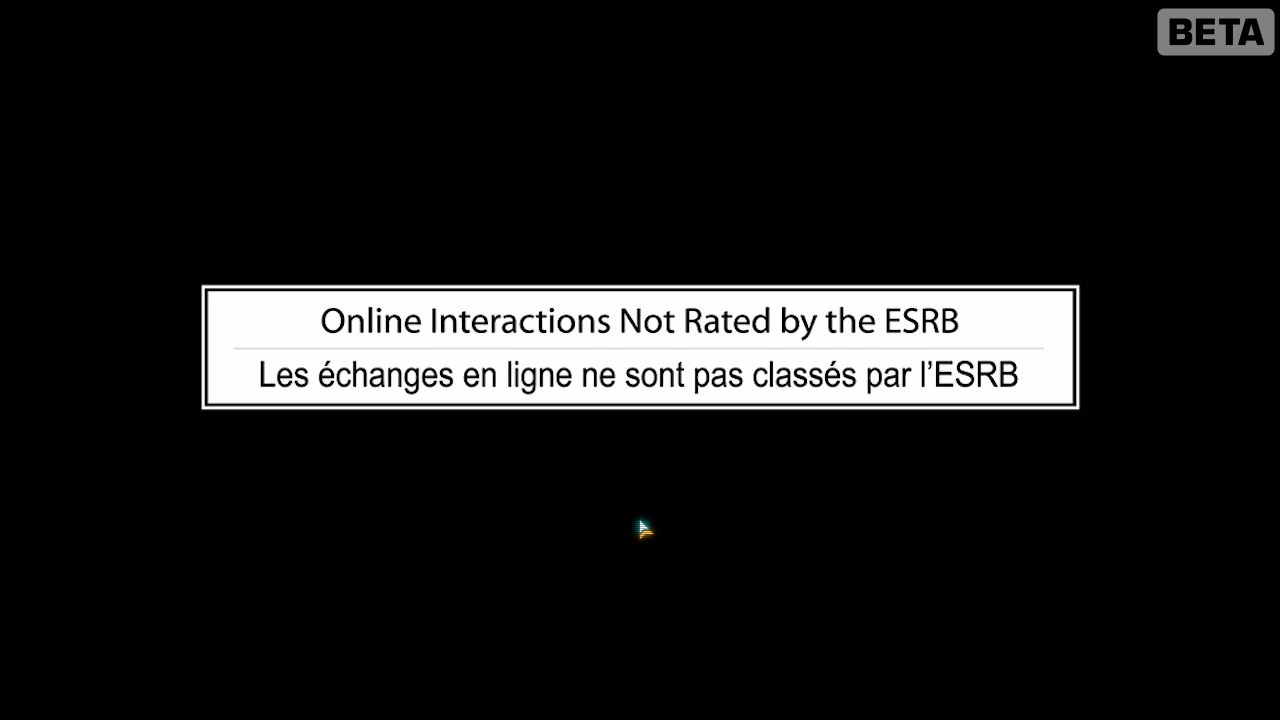 BETA
Online Interactions Not Rated by the ESRB
Les échanges en ligne ne sont pas classés par l’ESRB